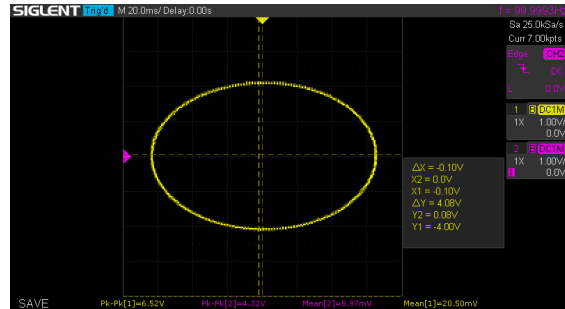 SIGLENT Trig'd M 20.0ms/ Delay:0.00s f = 99.9993Hz
Sa 25.0kSa/s
Curr 7.00kpts
Edge CH2
DC
L 0.0V
1 B DC1M
1X 1.00V/
0.0V
2 B DC1M
1X 1.00V/
0.0V
△X = -0.10V
X2 = 0.0V
X1 = -0.10V
△Y = 4.08V
Y2 = 0.08V
Y1 = -4.00V
SAVE Pk-Pk[1]=6.52V Pk-Pk[2]=4.32V Mean[2]=5.97mV Mean[1]=20.50mV